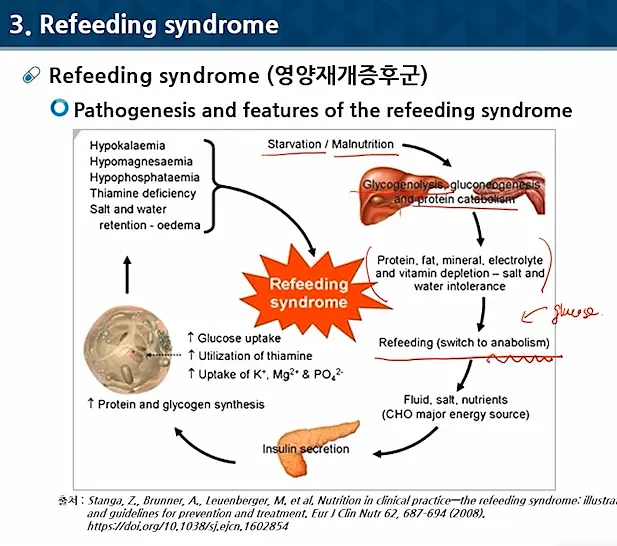 3. Refeeding syndrome
Refeeding syndrome (영양재개증후군)
Pathogenesis and features of the refeeding syndrome
Hypokalaemia
Hypomagnesaemia
Hypophosphataemia
Thiamine deficiency
Salt and water
retention - oedema
Starvation / Malnutrition
Glycogenolysis, gluconeogenesis
and protein catabolism
Protein, fat, mineral, electrolyte
and vitamin depletion – salt and
water intolerance
glucose.
Refeeding (switch to anabolism)
Fluid, salt, nutrients
(CHO major energy source)
Insulin secretion
↑ Glucose uptake
↑ Utilization of thiamine
↑ Uptake of K⁺, Mg²⁺ & PO₄²⁻
↑ Protein and glycogen synthesis
Refeeding
syndrome
출처 : Stanga, Z., Brunner, A., Leuenberger, M. et al. Nutrition in clinical practice—the refeeding syndrome: illustra
and guidelines for prevention and treatment. Eur J Clin Nutr 62, 687-694 (2008).
https://doi.org/10.1038/sj.ejcn.1602854